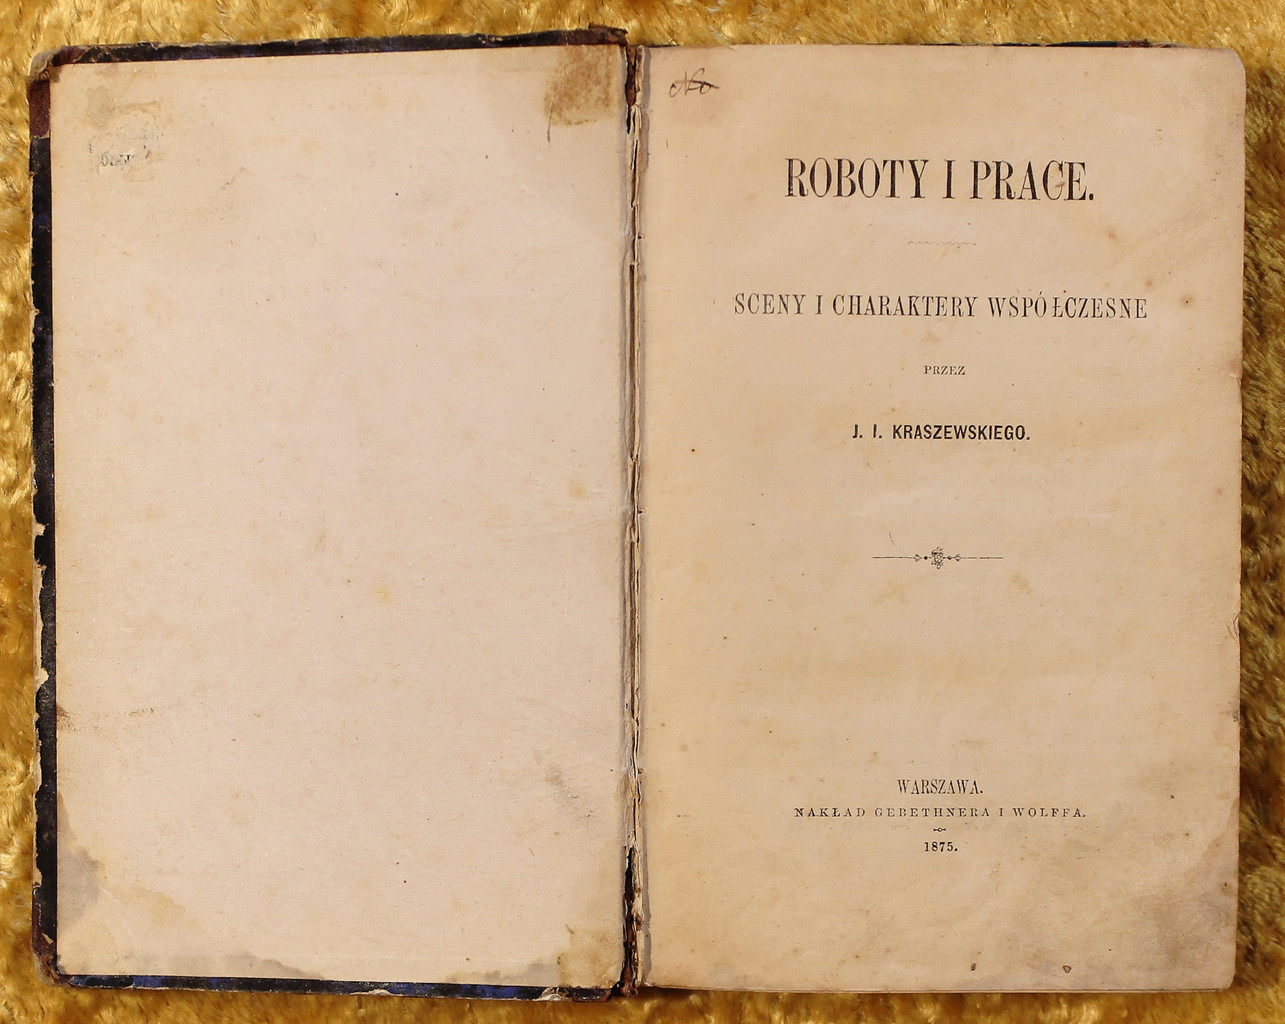 ROBOTY I PRACE.
SCENY I CHARAKTERY WSPÓŁCZESNE
PRZEZ
J. I. KRASZEWSKIEGO.
WARSZAWA.
NAKŁAD GEBETHNERA I WOLFFA.
1875.